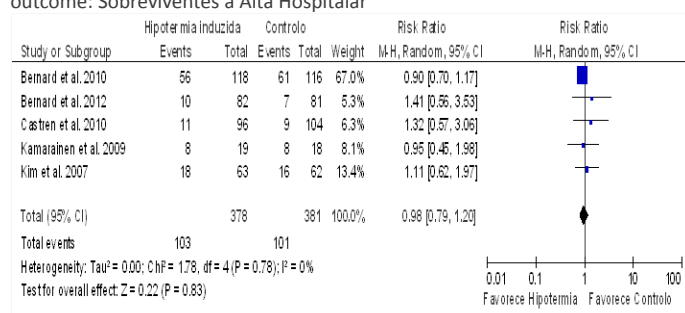 outcome: Sobreviventes à Alta Hospitalar
Hipotermia induzida Controlo Risk Ratio Risk Ratio
Study or Subgroup Events Total Events Total Weight M-H, Random, 95% CI M-H, Random, 95% CI
Bernard et al. 2010 56 118 61 116 67.0% 0.90 [0.70, 1.17]
Bernard et al. 2012 10 82 7 81 5.3% 1.41 [0.56, 3.53]
Castren et al. 2010 11 96 9 104 6.3% 1.32 [0.57, 3.06]
Kamarainen et al. 2009 8 19 8 18 8.1% 0.95 [0.45, 1.98]
Kim et al. 2007 18 63 16 62 13.4% 1.11 [0.62, 1.97]
Total (95% CI) 378 381 100.0% 0.98 [0.79, 1.20]
Total events 103 101
Heterogeneity: Tau² = 0.00; Chi² = 1.78, df = 4 (P = 0.78); I² = 0%
Test for overall effect: Z = 0.22 (P = 0.83)
0.01 0.1 1 10 100
Favorece Hipotermia Favorece Controlo